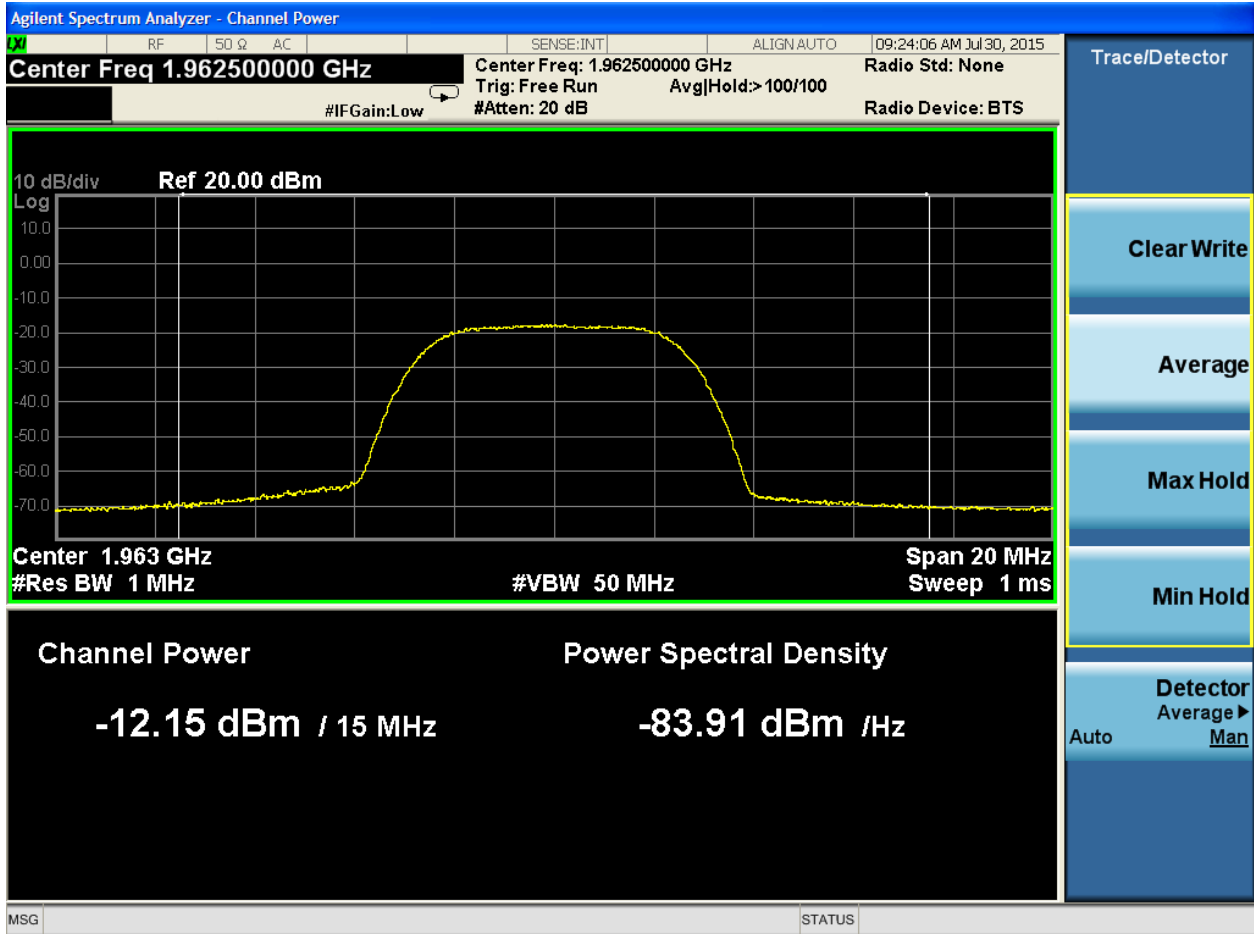 Agilent Spectrum Analyzer - Channel Power
LXI RF 50 Ω AC SENSE:INT ALIGN AUTO 09:24:06 AM Jul 30, 2015
Center Freq 1.962500000 GHz
#IFGain:Low
Center Freq: 1.962500000 GHz
Trig: Free Run Avg|Hold:> 100/100
#Atten: 20 dB
Radio Std: None
Radio Device: BTS
10 dB/div Ref 20.00 dBm
Log
10.0
0.00
-10.0
-20.0
-30.0
-40.0
-50.0
-60.0
-70.0
Center 1.963 GHz Span 20 MHz
#Res BW 1 MHz #VBW 50 MHz Sweep 1 ms
Channel Power Power Spectral Density
-12.15 dBm / 15 MHz -83.91 dBm /Hz
Trace/Detector
Clear Write
Average
Max Hold
Min Hold
Detector
Average▶
Auto Man
MSG STATUS